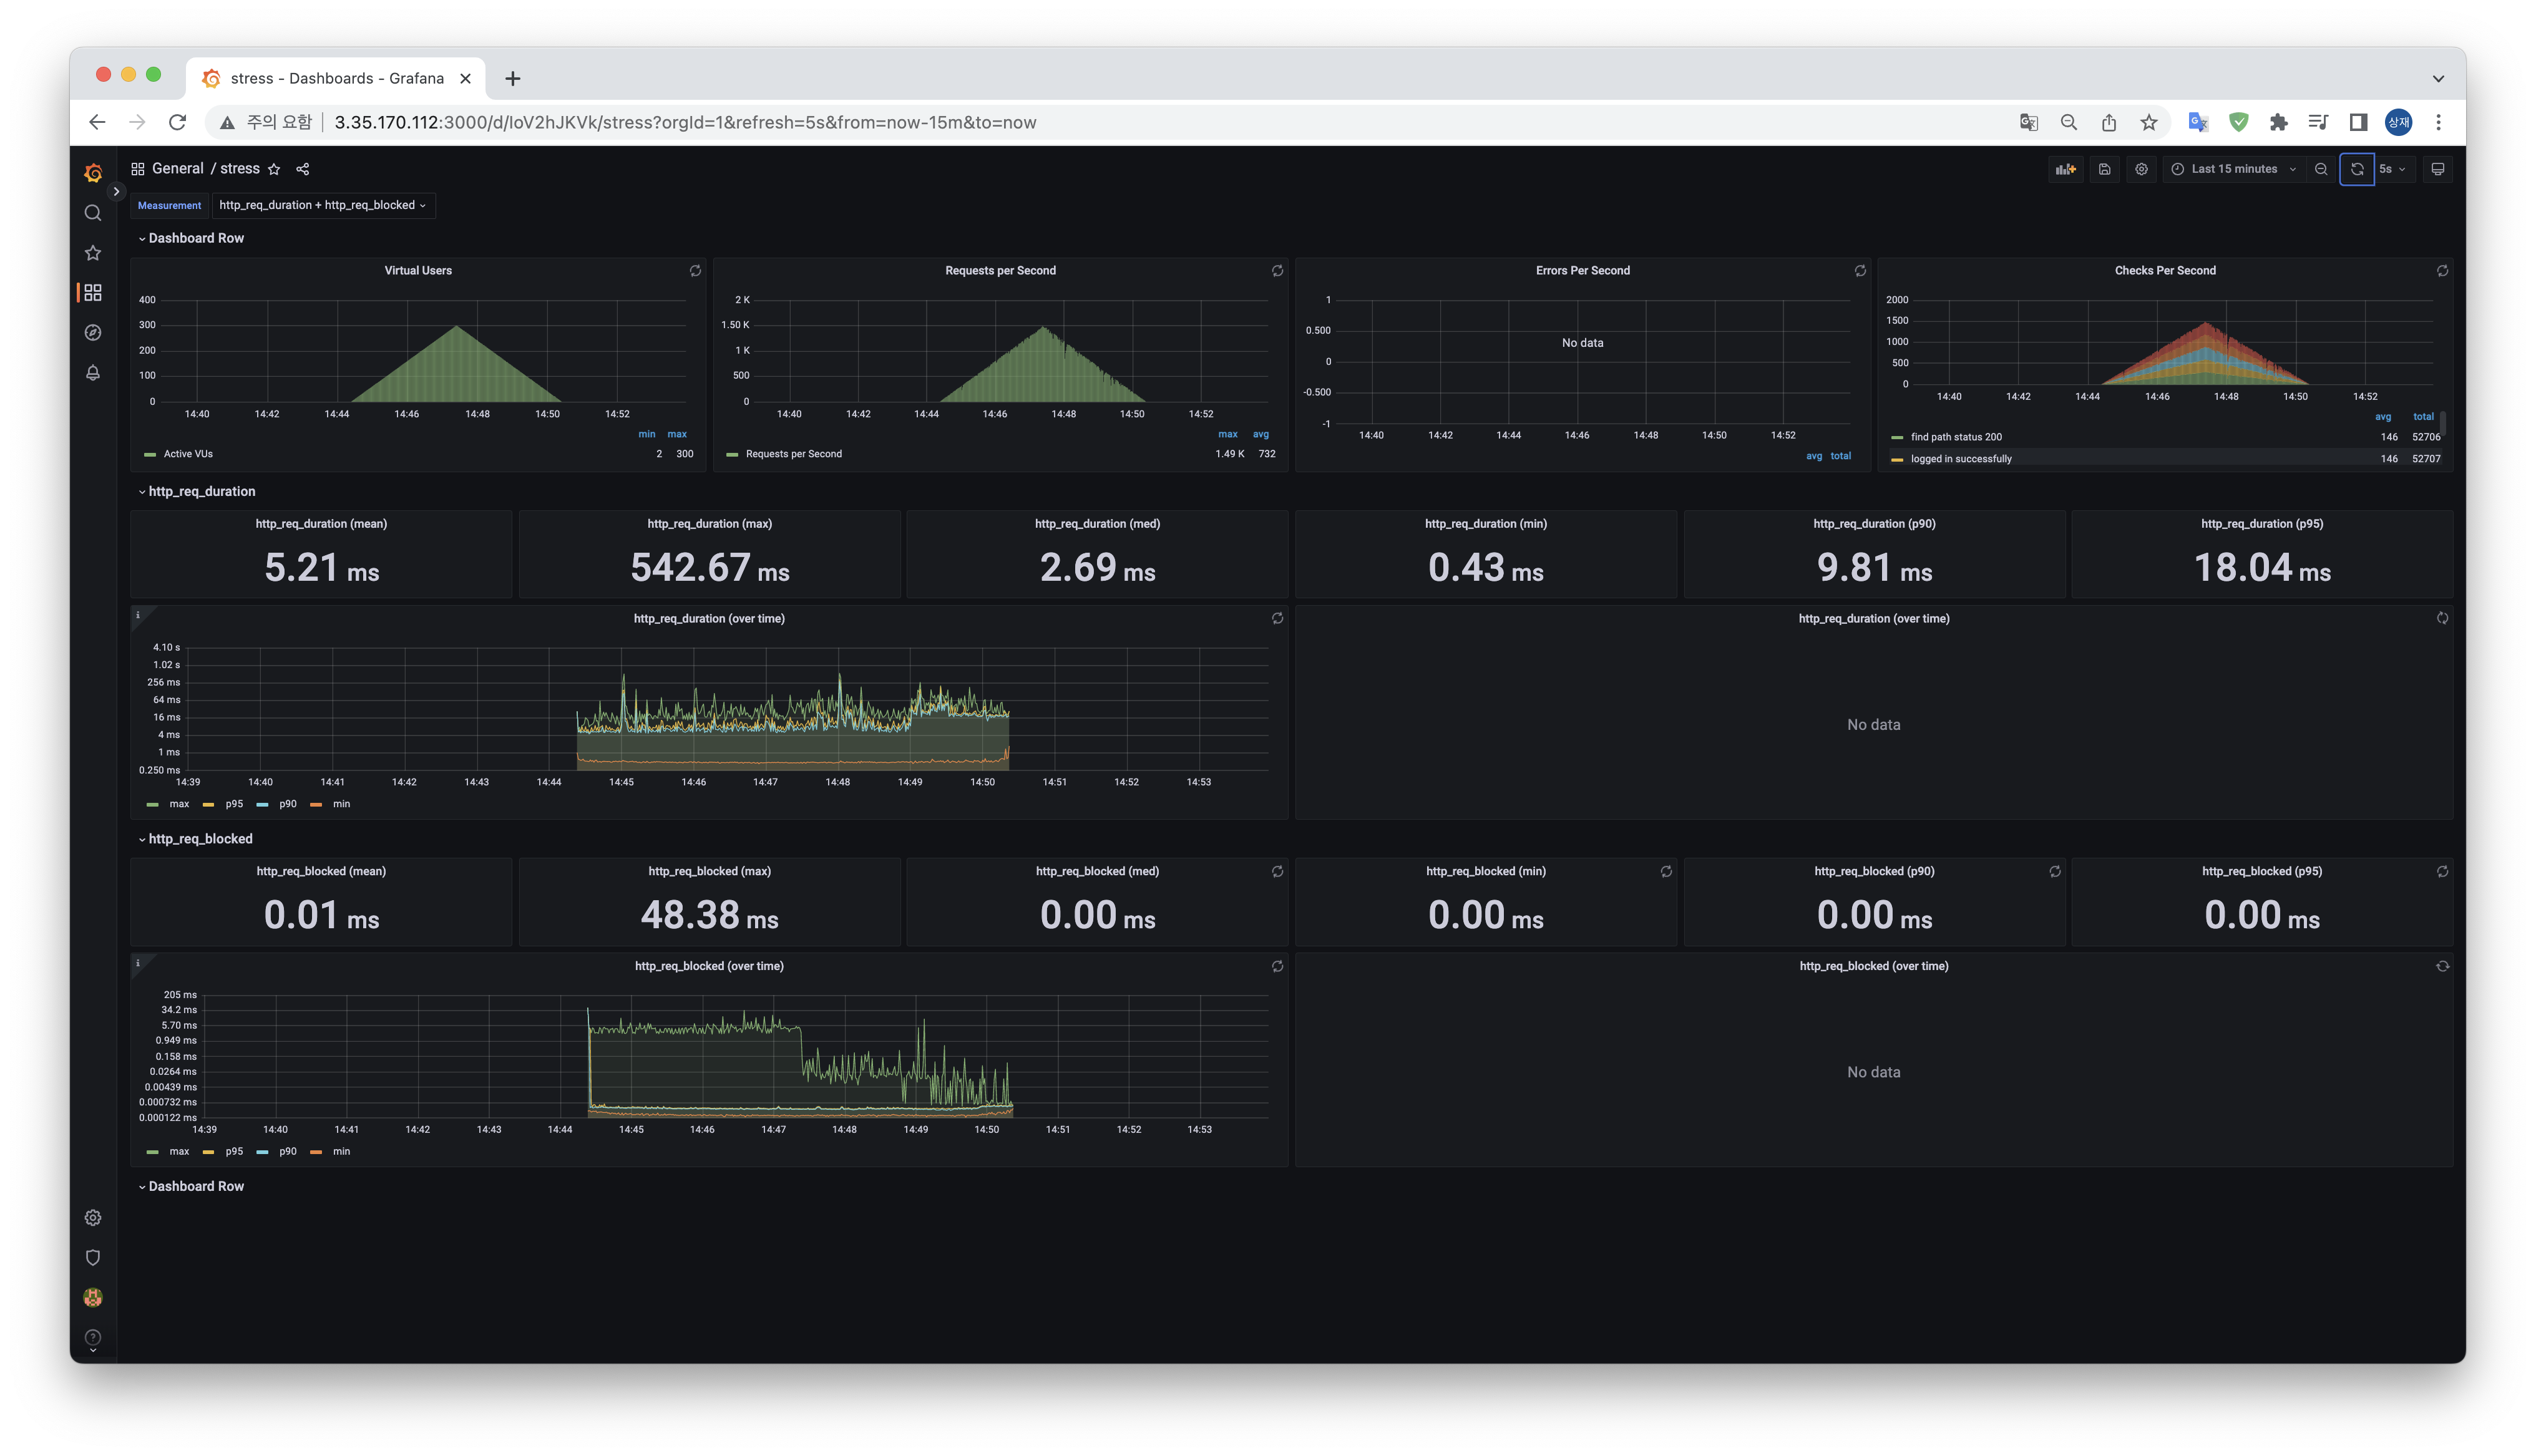 stress - Dashboards - Grafana
주의 요함 3.35.170.112:3000/d/IoV2hJKVk/stress?orgId=1&refresh=5s&from=now-15m&to=now
상재
General / stress
Last 15 minutes
5s
Measurement http_req_duration + http_req_blocked
Dashboard Row
Virtual Users
400
300
200
100
0
14:40 14:42 14:44 14:46 14:48 14:50 14:52
min max
Active VUs 2 300
Requests per Second
2 K
1.50 K
1 K
500
0
14:40 14:42 14:44 14:46 14:48 14:50 14:52
max avg
Requests per Second 1.49 K 732
Errors Per Second
1
0.500
0
-0.500
-1
No data
14:40 14:42 14:44 14:46 14:48 14:50 14:52
avg total
Checks Per Second
2000
1500
1000
500
0
14:40 14:42 14:44 14:46 14:48 14:50 14:52
avg total
find path status 200 146 52706
logged in successfully 146 52707
http_req_duration
http_req_duration (mean)
5.21 ms
http_req_duration (max)
542.67 ms
http_req_duration (med)
2.69 ms
http_req_duration (min)
0.43 ms
http_req_duration (p90)
9.81 ms
http_req_duration (p95)
18.04 ms
http_req_duration (over time)
4.10 s
1.02 s
256 ms
64 ms
16 ms
4 ms
1 ms
0.250 ms
14:39 14:40 14:41 14:42 14:43 14:44 14:45 14:46 14:47 14:48 14:49 14:50 14:51 14:52 14:53
max p95 p90 min
http_req_duration (over time)
No data
http_req_blocked
http_req_blocked (mean)
0.01 ms
http_req_blocked (max)
48.38 ms
http_req_blocked (med)
0.00 ms
http_req_blocked (min)
0.00 ms
http_req_blocked (p90)
0.00 ms
http_req_blocked (p95)
0.00 ms
http_req_blocked (over time)
205 ms
34.2 ms
5.70 ms
0.949 ms
0.158 ms
0.0264 ms
0.00439 ms
0.000732 ms
0.000122 ms
14:39 14:40 14:41 14:42 14:43 14:44 14:45 14:46 14:47 14:48 14:49 14:50 14:51 14:52 14:53
max p95 p90 min
http_req_blocked (over time)
No data
Dashboard Row